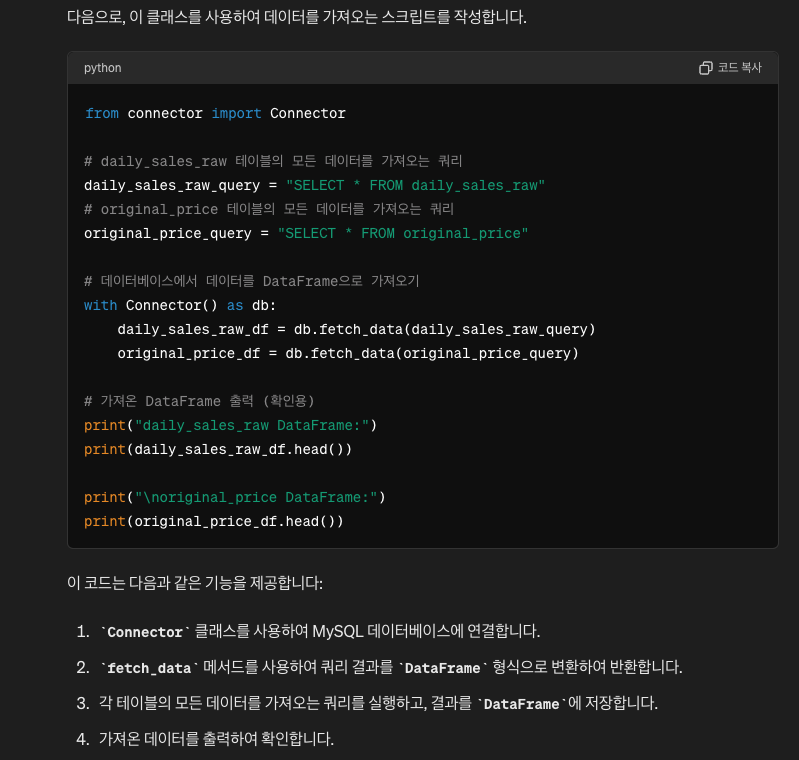 다음으로, 이 클래스를 사용하여 데이터를 가져오는 스크립트를 작성합니다.
python 코드 복사
from connector import Connector
# daily_sales_raw 테이블의 모든 데이터를 가져오는 쿼리
daily_sales_raw_query = "SELECT * FROM daily_sales_raw"
# original_price 테이블의 모든 데이터를 가져오는 쿼리
original_price_query = "SELECT * FROM original_price"
# 데이터베이스에서 데이터를 DataFrame으로 가져오기
with Connector() as db:
    daily_sales_raw_df = db.fetch_data(daily_sales_raw_query)
    original_price_df = db.fetch_data(original_price_query)
# 가져온 DataFrame 출력 (확인용)
print("daily_sales_raw DataFrame:")
print(daily_sales_raw_df.head())
print("\noriginal_price DataFrame:")
print(original_price_df.head())
이 코드는 다음과 같은 기능을 제공합니다:
1. `Connector` 클래스를 사용하여 MySQL 데이터베이스에 연결합니다.
2. `fetch_data` 메서드를 사용하여 쿼리 결과를 `DataFrame` 형식으로 변환하여 반환합니다.
3. 각 테이블의 모든 데이터를 가져오는 쿼리를 실행하고, 결과를 `DataFrame`에 저장합니다.
4. 가져온 데이터를 출력하여 확인합니다.